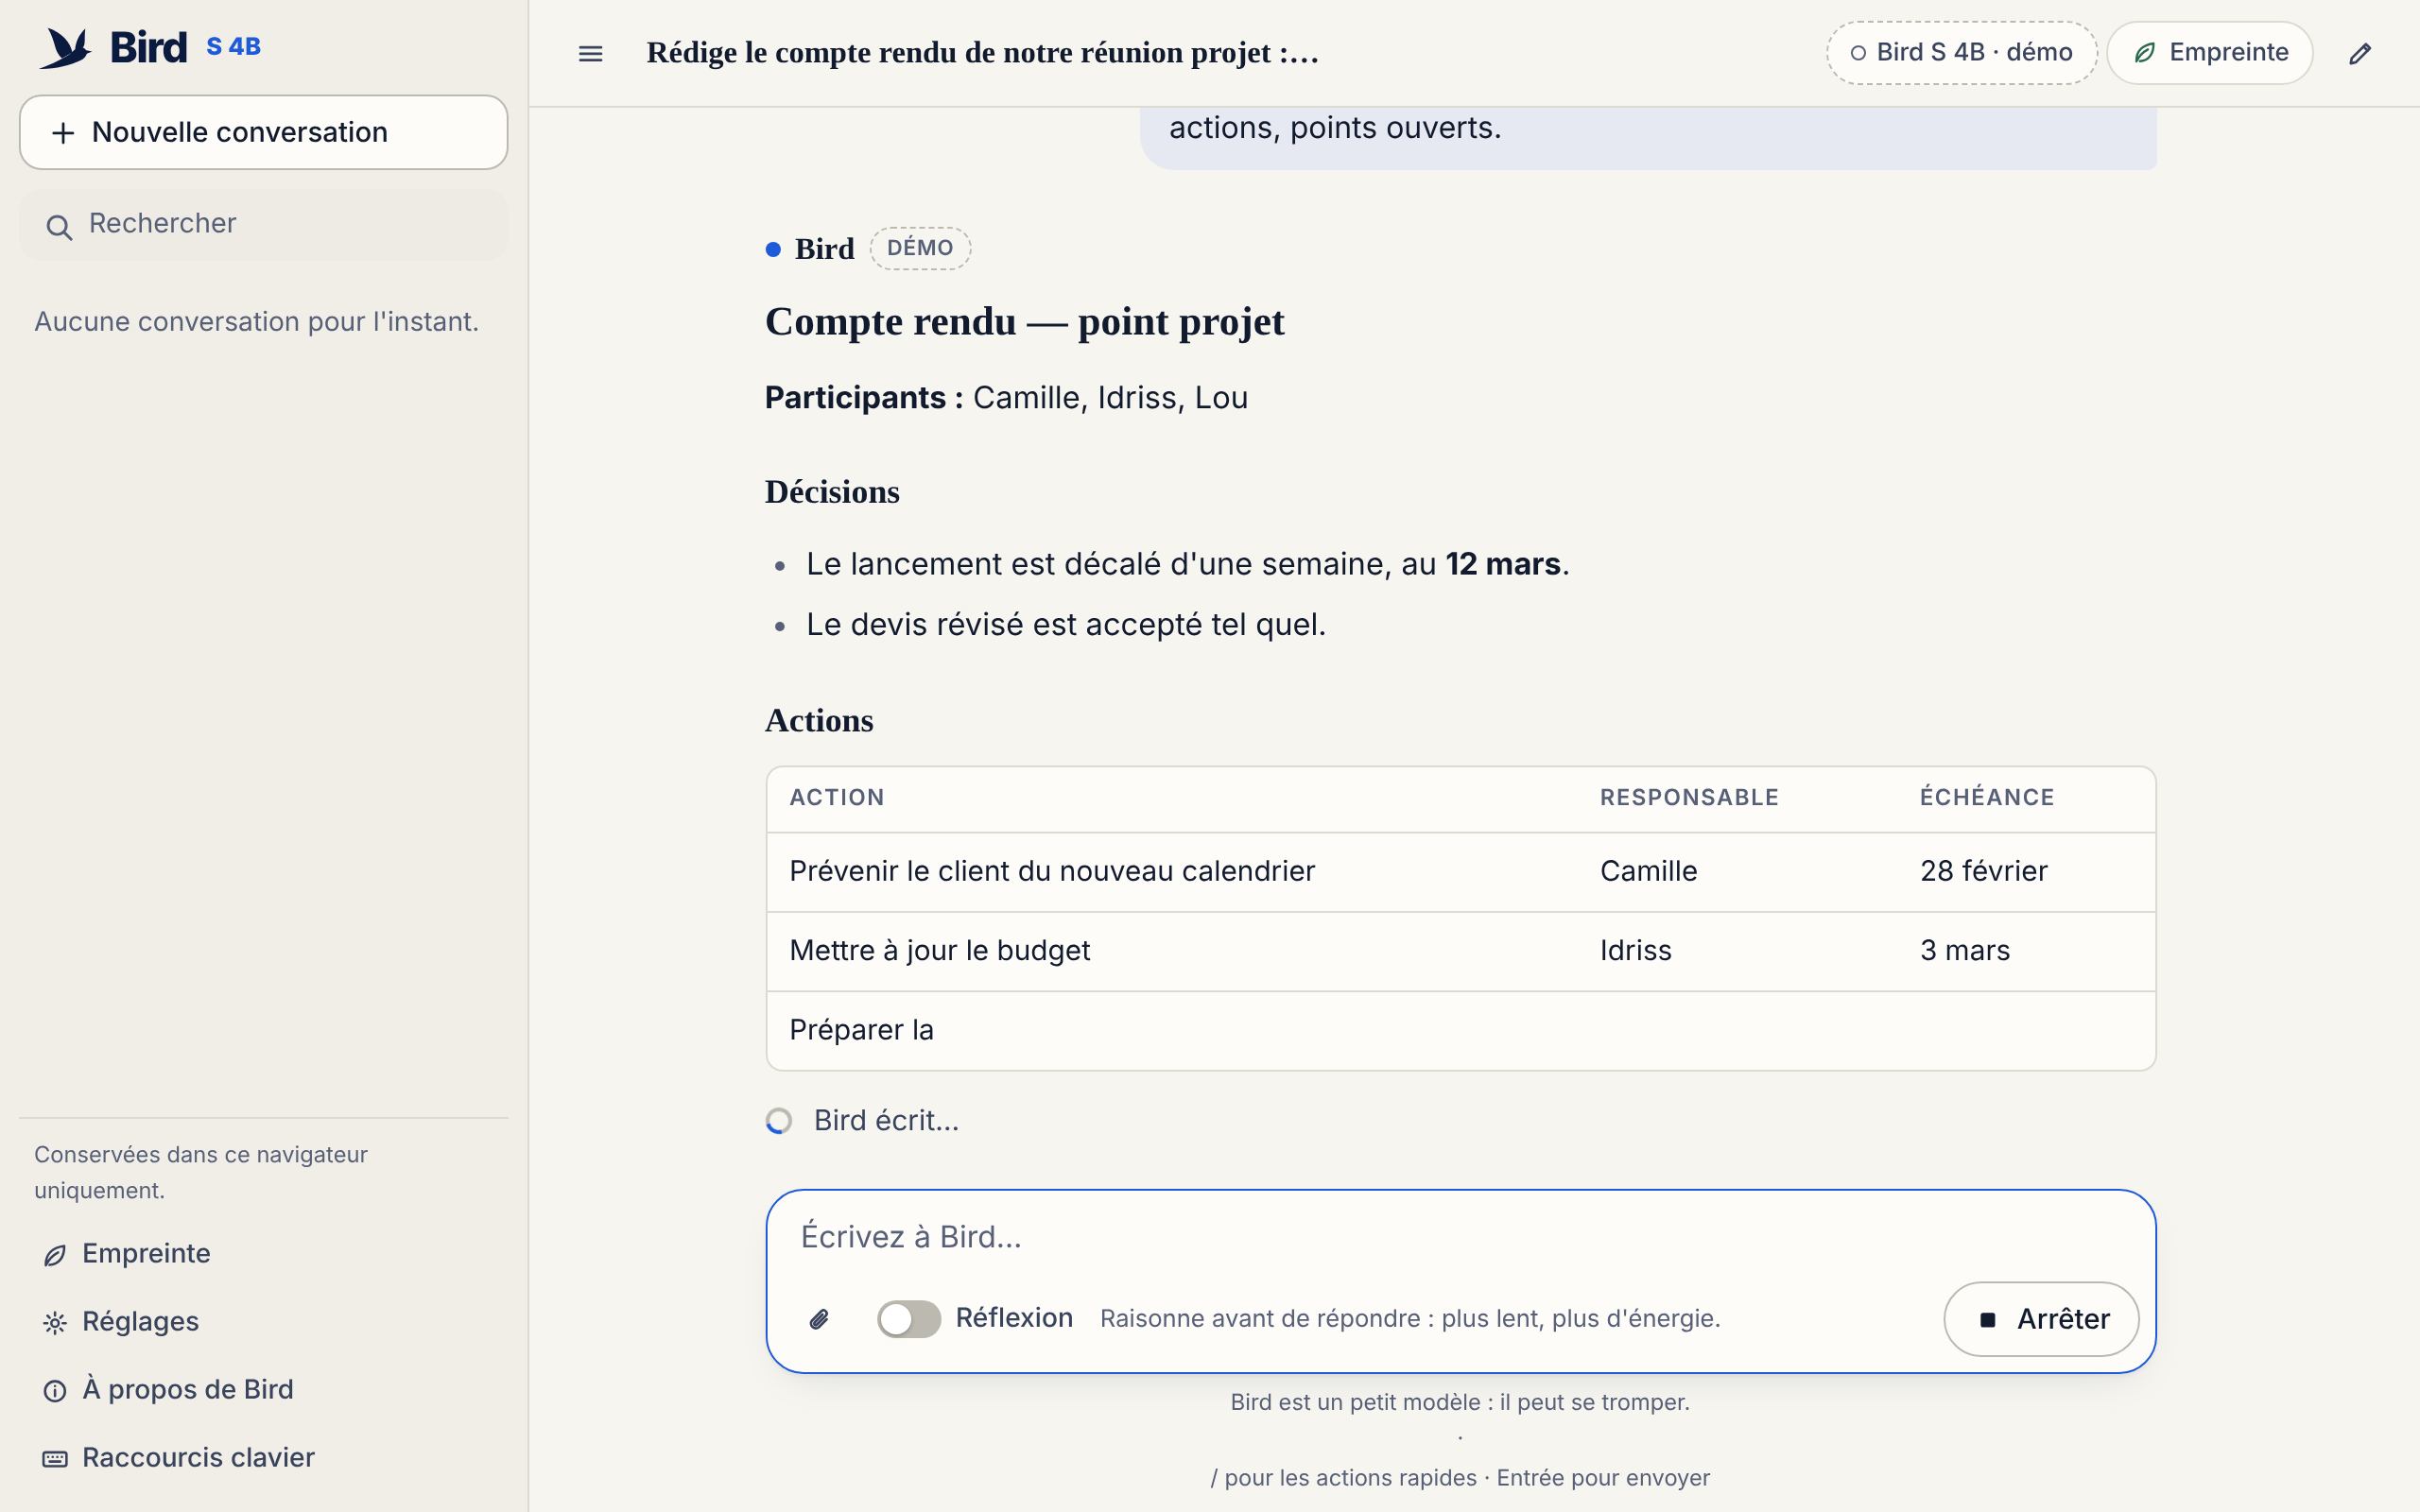 Bird S 4B
Nouvelle conversation
Rechercher
Aucune conversation pour l'instant.
Conservées dans ce navigateur
uniquement.
Empreinte
Réglages
À propos de Bird
Raccourcis clavier
Rédige le compte rendu de notre réunion projet :…
Bird S 4B · démo
Empreinte
actions, points ouverts.
Bird DÉMO
Compte rendu — point projet
Participants : Camille, Idriss, Lou
Décisions
• Le lancement est décalé d'une semaine, au 12 mars.
• Le devis révisé est accepté tel quel.
Actions
ACTION RESPONSABLE ÉCHÉANCE
Prévenir le client du nouveau calendrier Camille 28 février
Mettre à jour le budget Idriss 3 mars
Préparer la
Bird écrit…
Écrivez à Bird…
Réflexion Raisonne avant de répondre : plus lent, plus d'énergie. Arrêter
Bird est un petit modèle : il peut se tromper.
·
/ pour les actions rapides · Entrée pour envoyer